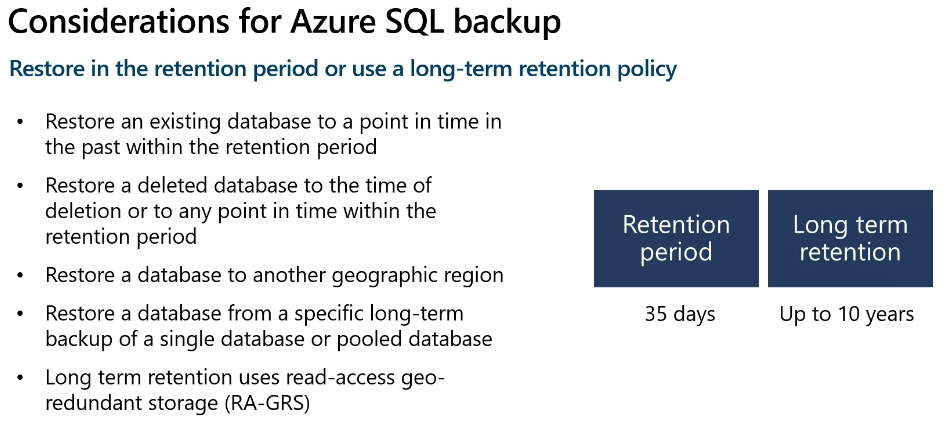 Considerations for Azure SQL backup
Restore in the retention period or use a long-term retention policy
• Restore an existing database to a point in time in
the past within the retention period
• Restore a deleted database to the time of
deletion or to any point in time within the
retention period
• Restore a database to another geographic region
• Restore a database from a specific long-term
backup of a single database or pooled database
• Long term retention uses read-access geo-
redundant storage (RA-GRS)
Retention
period
35 days
Long term
retention
Up to 10 years